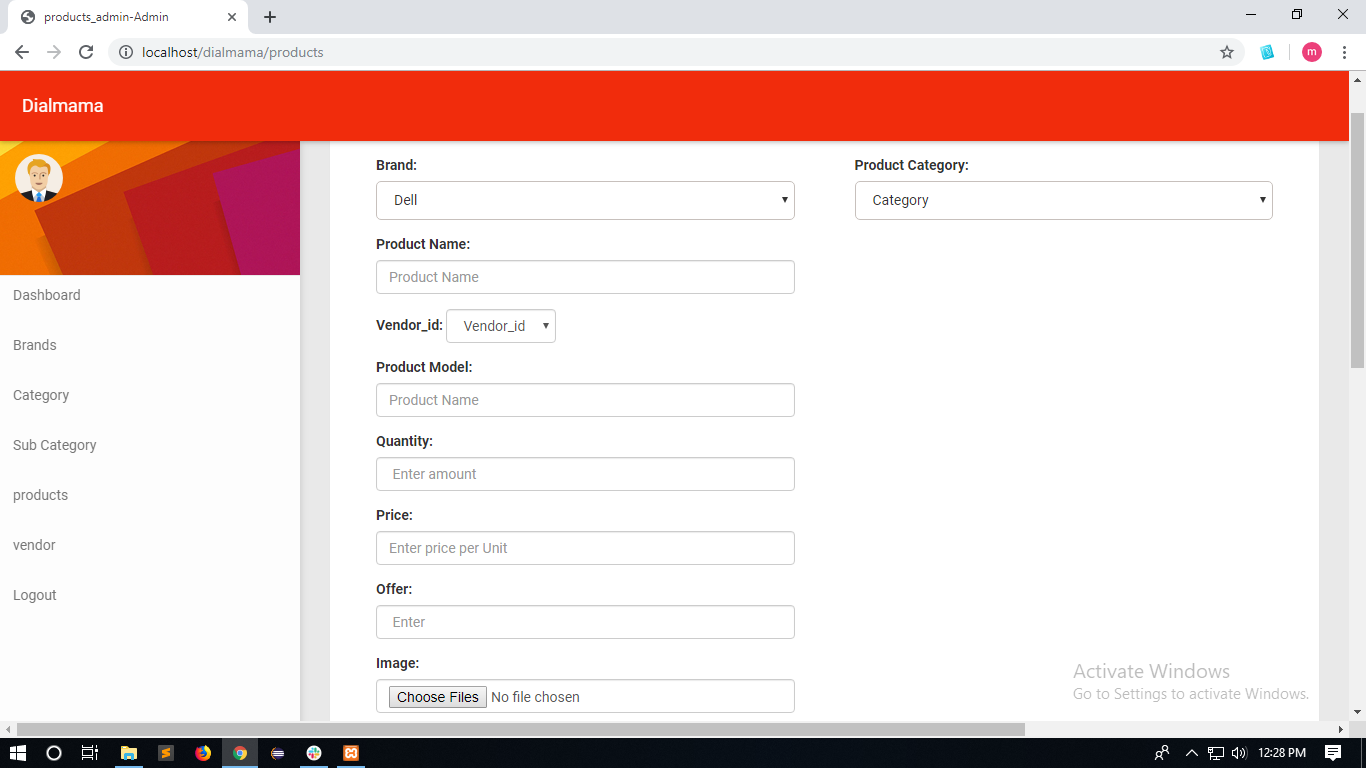 products_admin-Admin
localhost/dialmama/products
m
Dialmama
Dashboard
Brands
Category
Sub Category
products
vendor
Logout
Brand:
Dell
Product Category:
Category
Product Name:
Product Name
Vendor_id: Vendor_id
Product Model:
Product Name
Quantity:
Enter amount
Price:
Enter price per Unit
Offer:
Enter
Image:
Choose Files No file chosen
Activate Windows
Go to Settings to activate Windows.
12:28 PM